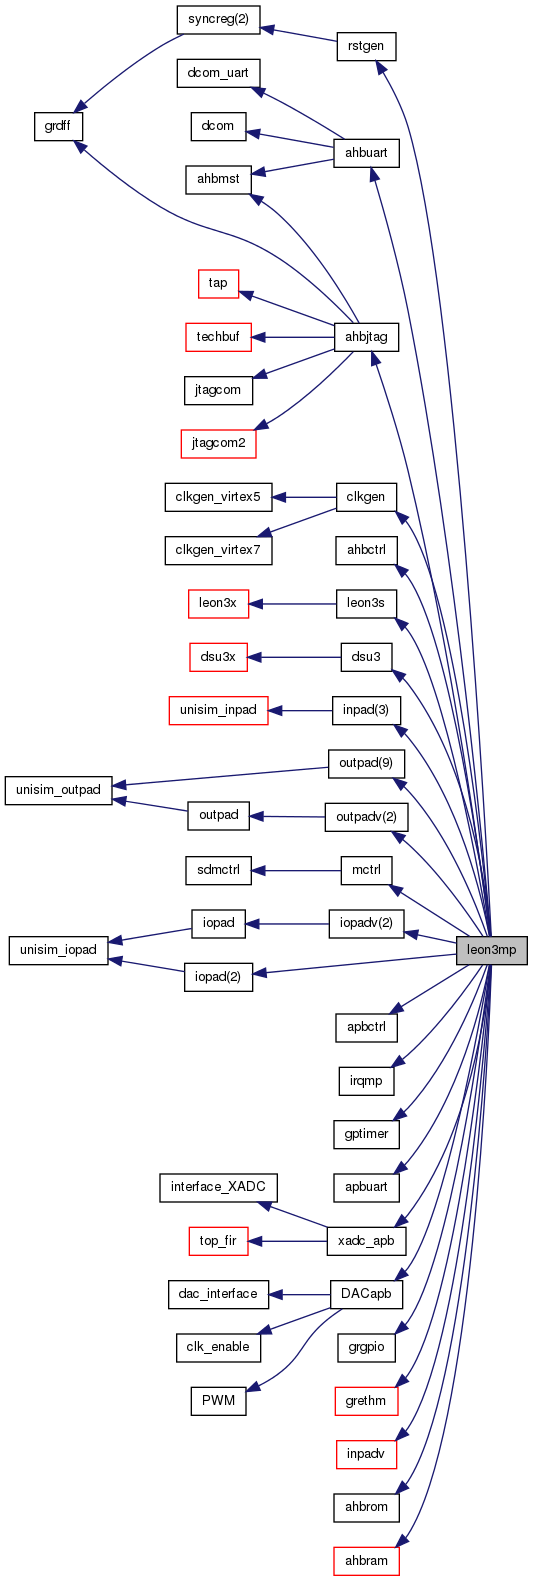 syncreg(2)
rstgen
dcom_uart
grdff
dcom
ahbuart
ahbmst
tap
techbuf
ahbjtag
jtagcom
jtagcom2
clkgen_virtex5
clkgen
clkgen_virtex7
ahbctrl
leon3x
leon3s
dsu3x
dsu3
unisim_inpad
inpad(3)
outpad(9)
unisim_outpad
outpad
outpadv(2)
sdmctrl
mctrl
iopad
iopadv(2)
unisim_iopad
leon3mp
iopad(2)
apbctrl
irqmp
gptimer
interface_XADC
apbuart
top_fir
xadc_apb
dac_interface
DACapb
clk_enable
grgpio
PWM
grethm
inpadv
ahbrom
ahbram